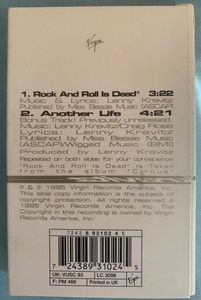 Virgin
1. Rock And Roll Is Dead* 3:22
Music & Lyrics: Lenny Kravitz
Published by Miss Bessie Music (ASCAP)
2. Another Life 4:21
Bonus Track! Previously unreleased
Music: Lenny Kravitz/Craig Ross
Lyrics: Lenny Kravitz
Published by Miss Bessie Music
(ASCAP)/Wigged Music (BMI)
Produced by Lenny Kravitz
Repeated on both sides for your convenience
"Rock And Roll Is Dead" is Taken
from the album "Circus"
℗ © 1995 Virgin Records America, Inc.
This label copy information is the subject of
copyright protection. All rights reserved.
© 1995 Virgin Records America, Inc. The
Copyright in this recording is owned by Virgin
Records America, Inc.
7243 8 93102 4 5
7 24389 31024 5
UK: VUSC 93
LC 3098
F: PM 466
Printed in UK
Virgin